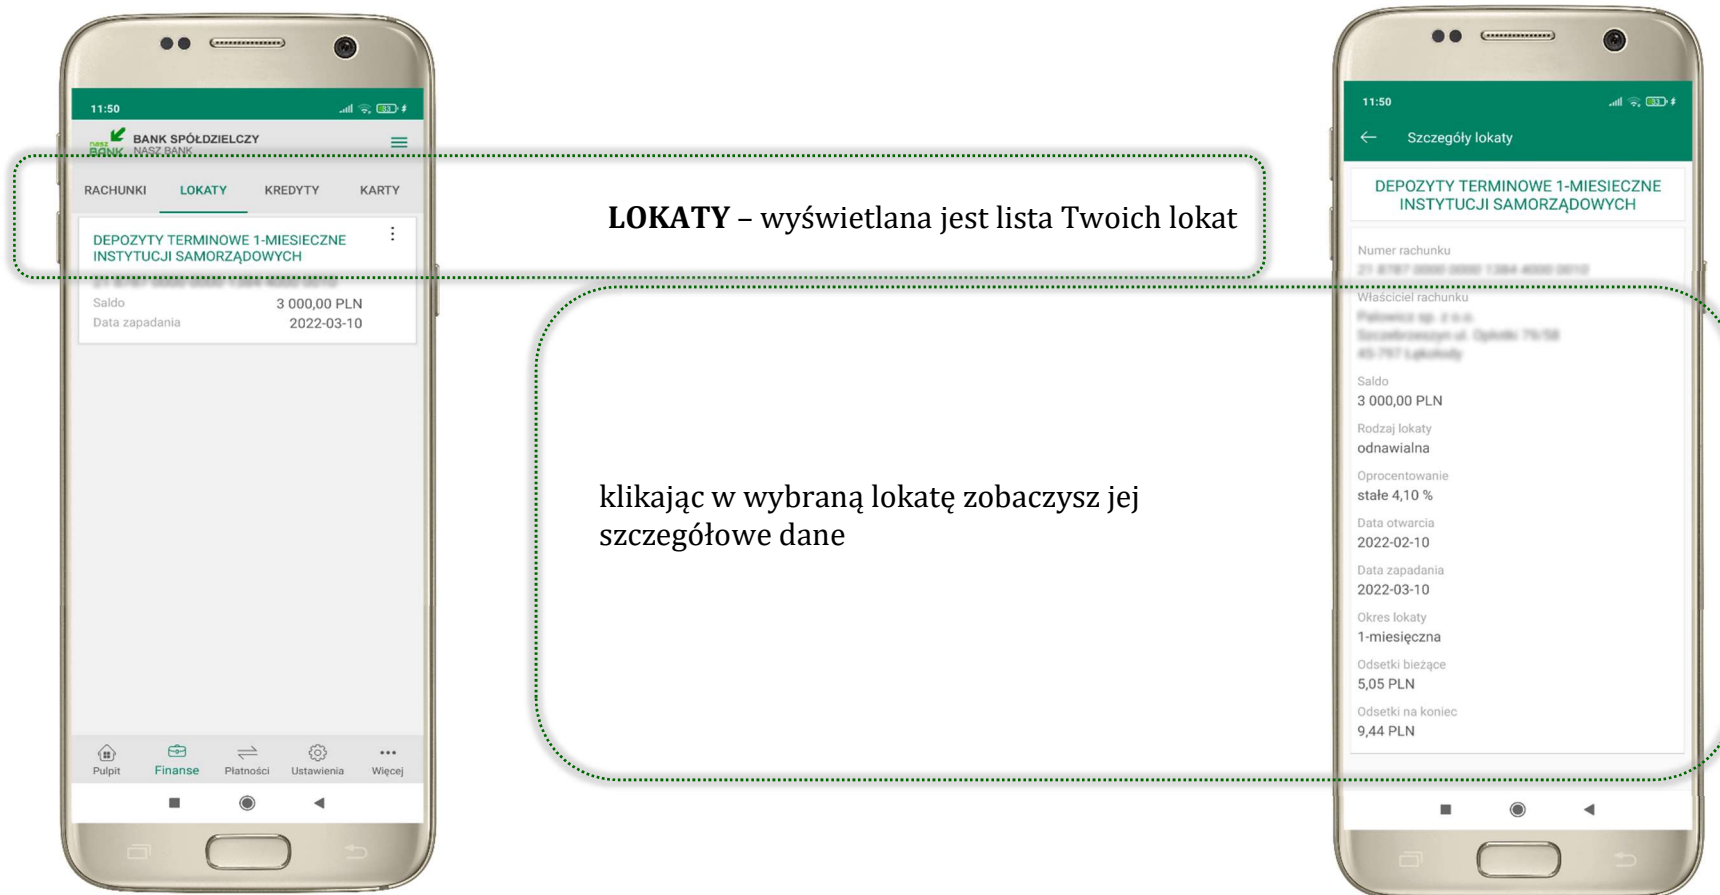 11:50
83
nasz
BANK
BANK SPÓŁDZIELCZY
NASZ BANK
RACHUNKI LOKATY KREDYTY KARTY
DEPOZYTY TERMINOWE 1-MIESIECZNE
INSTYTUCJI SAMORZĄDOWYCH
Saldo 3 000,00 PLN
Data zapadania 2022-03-10
Pulpit Finanse Płatności Ustawienia Więcej
LOKATY – wyświetlana jest lista Twoich lokat
klikając w wybraną lokatę zobaczysz jej
szczegółowe dane
11:50
83
Szczegóły lokaty
DEPOZYTY TERMINOWE 1-MIESIECZNE
INSTYTUCJI SAMORZĄDOWYCH
Numer rachunku
Właściciel rachunku
Saldo
3 000,00 PLN
Rodzaj lokaty
odnawialna
Oprocentowanie
stałe 4,10 %
Data otwarcia
2022-02-10
Data zapadania
2022-03-10
Okres lokaty
1-miesięczna
Odsetki bieżące
5,05 PLN
Odsetki na koniec
9,44 PLN